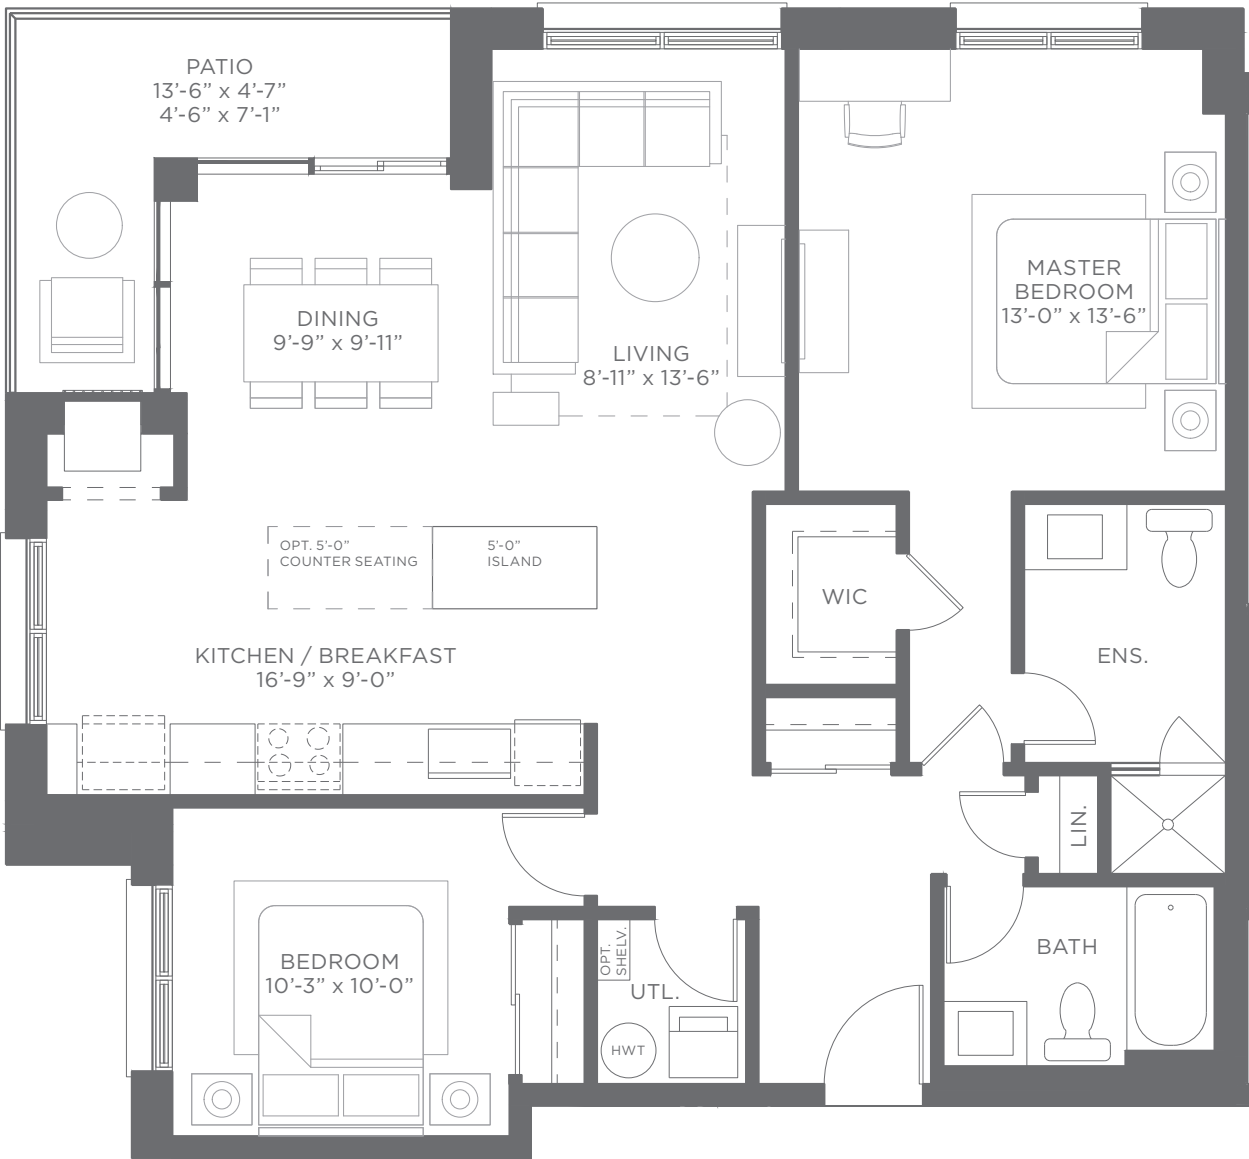 PATIO
13’-6” x 4’-7”
4’-6” x 7’-1”
DINING
9’-9” x 9’-11”
LIVING
8’-11” x 13’-6”
MASTER
BEDROOM
13’-0” x 13’-6”
OPT. 5’-0”
COUNTER SEATING
5’-0”
ISLAND
WIC
KITCHEN / BREAKFAST
16’-9” x 9’-0”
ENS.
LIN.
BEDROOM
10’-3” x 10’-0”
OPT.
SHELV.
UTL.
HWT
BATH